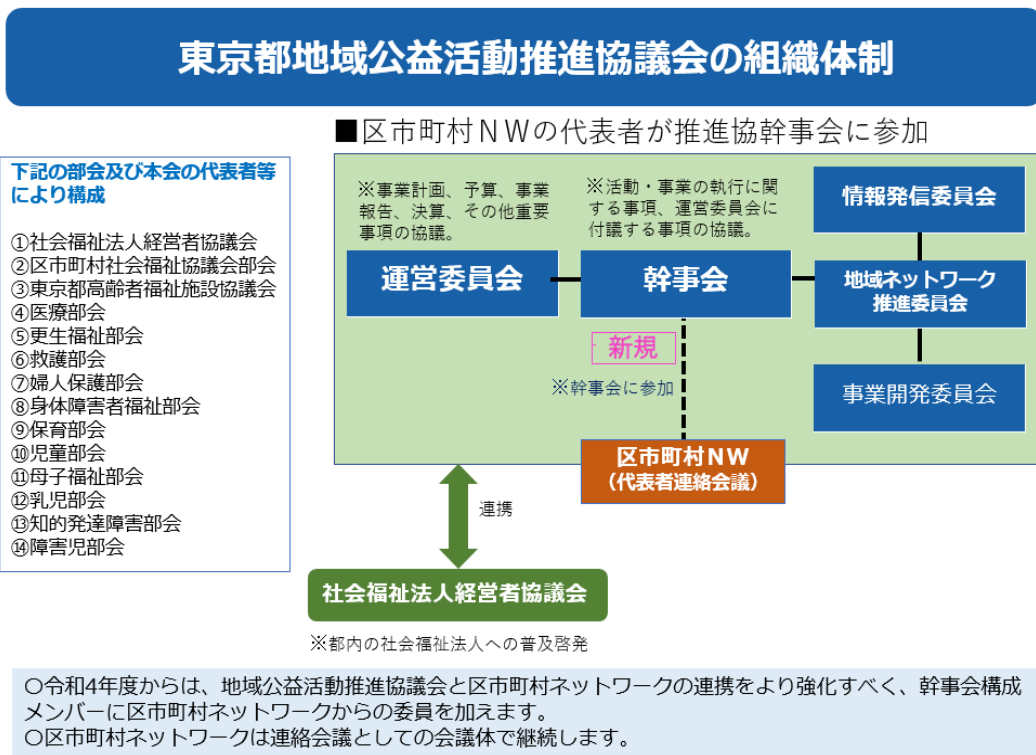 東京都地域公益活動推進協議会の組織体制
■区市町村ＮＷの代表者が推進協幹事会に参加
下記の部会及び本会の代表者等
により構成
①社会福祉法人経営者協議会
②区市町村社会福祉協議会部会
③東京都高齢者福祉施設協議会
④医療部会
⑤更生福祉部会
⑥救護部会
⑦婦人保護部会
⑧身体障害者福祉部会
⑨保育部会
⑩児童部会
⑪母子福祉部会
⑫乳児部会
⑬知的発達障害部会
⑭障害児部会
※事業計画、予算、事業
報告、決算、その他重要
事項の協議。
運営委員会
※活動・事業の執行に関
する事項、運営委員会に
付議する事項の協議。
幹事会
情報発信委員会
地域ネットワーク
推進委員会
事業開発委員会
新規
※幹事会に参加
区市町村ＮＷ
（代表者連絡会議）
連携
社会福祉法人経営者協議会
※都内の社会福祉法人への普及啓発
〇令和4年度からは、地域公益活動推進協議会と区市町村ネットワークの連携をより強化すべく、幹事会構成
メンバーに区市町村ネットワークからの委員を加えます。
〇区市町村ネットワークは連絡会議としての会議体で継続します。